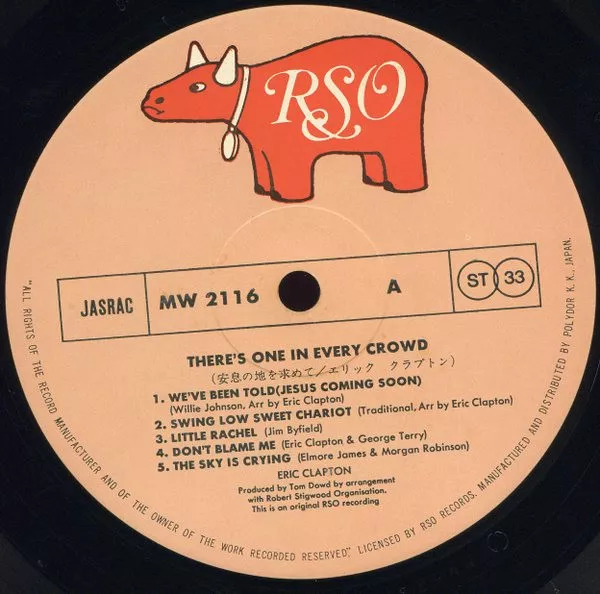 RSO
JASRAC
MW 2116
A
ST 33
THERE'S ONE IN EVERY CROWD
(安息の地を求めて/エリック クラプトン)
1. WE'VE BEEN TOLD(JESUS COMING SOON)
(Willie Johnson, Arr by Eric Clapton)
2. SWING LOW SWEET CHARIOT (Traditional, Arr by Eric Clapton)
3. LITTLE RACHEL (Jim Byfield)
4. DON'T BLAME ME (Eric Clapton & George Terry)
5. THE SKY IS CRYING (Elmore James & Morgan Robinson)
ERIC CLAPTON
Produced by Tom Dowd by arrangement
with Robert Stigwood Organisation.
This is an original RSO recording
"ALL RIGHTS OF THE RECORD MANUFACTURER AND OF THE OWNER OF THE WORK RECORDED RESERVED". LICENSED BY RSO RECORDS. MANUFACTURED AND DISTRIBUTED BY POLYDOR K. K., JAPAN.